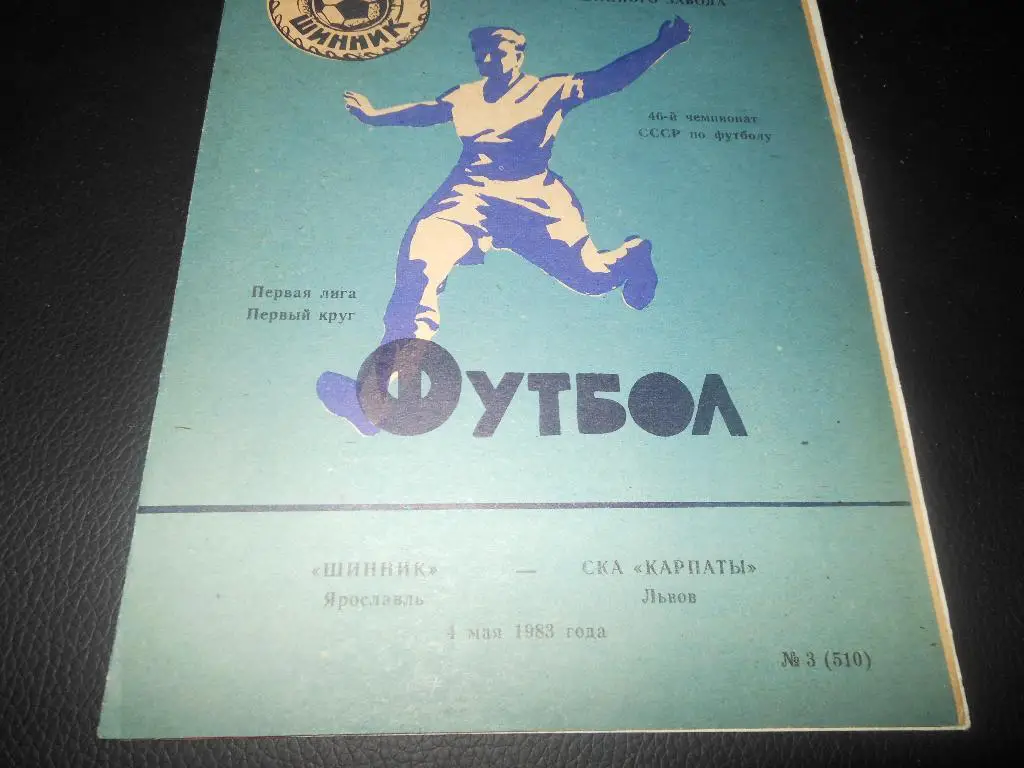 ШИННИК
ЗАВОДА
46-й чемпионат
СССР по футболу
Первая лига
Первый круг
ФУТБОЛ
«ШИННИК» — СКА «КАРПАТЫ»
Ярославль Львов
4 мая 1983 года
№ 3 (510)